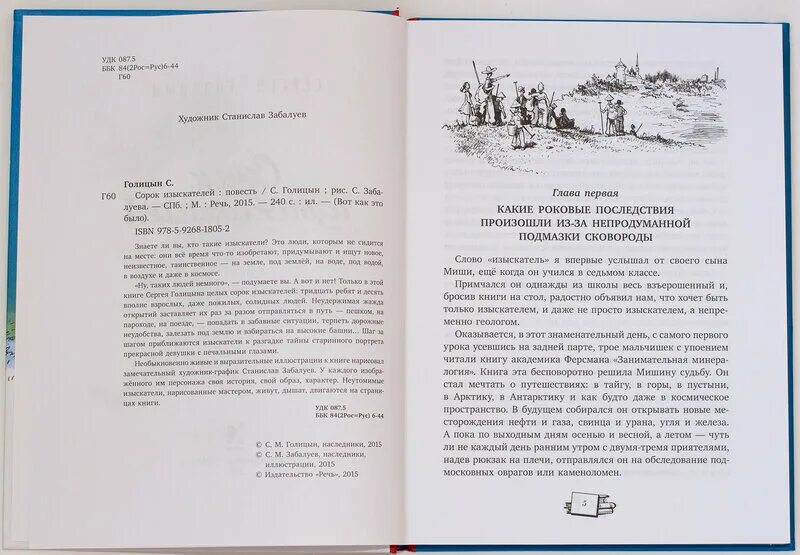 УДК 087.5
ББК 84(2Рос=Рус)6-44
Г60
Художник Станислав Забалуев
Голицын С.
Г60 Сорок изыскателей : повесть / С. Голицын ; рис. С. Заба-
луева. — СПб. ; М. : Речь, 2015. — 240 с. : ил. — (Вот как это
было).
ISBN 978-5-9268-1805-2
Знаете ли вы, кто такие изыскатели? Это люди, которым не сидится
на месте: они всё время что-то изобретают, придумывают и ищут новое,
неизвестное, таинственное — на земле, под землёй, на воде, под водой,
в воздухе и даже в космосе.
«Ну, таких людей немного», — подумаете вы. А вот и нет! Только в этой
книге Сергея Голицына целых сорок изыскателей: тридцать ребят и десять
вполне взрослых, даже пожилых, солидных людей. Неудержимая жажда
открытий заставляет их раз за разом отправляться в путь — пешком, на
пароходе, на поезде, — попадать в забавные ситуации, терпеть дорожные
неудобства, залезать под землю и взбираться на высокие башни... Шаг за
шагом приближаются изыскатели к разгадке тайны старинного портрета
прекрасной девушки с печальными глазами.
Необыкновенно живые и выразительные иллюстрации к книге нарисовал
замечательный художник-график Станислав Забалуев. У каждого изобра-
жённого им персонажа своя история, свой образ, характер. Неутомимые
изыскатели, нарисованные мастером, живут, дышат, двигаются на страни-
цах книги.
УДК 087.5
ББК 84(2Рос=Рус) 6-44
© С. М. Голицын, наследники, 2015
© С. М. Забалуев, наследники,
иллюстрации, 2015
© Издательство «Речь», 2015
Глава первая
КАКИЕ РОКОВЫЕ ПОСЛЕДСТВИЯ
ПРОИЗОШЛИ ИЗ-ЗА НЕПРОДУМАННОЙ
ПОДМАЗКИ СКОВОРОДЫ
Слово «изыскатель» я впервые услышал от своего сына
Миши, ещё когда он учился в седьмом классе.
Примчался он однажды из школы весь взъерошенный и,
бросив книги на стол, радостно объявил нам, что хочет быть
только изыскателем, и даже не просто изыскателем, а непре-
менно геологом.
Оказывается, в этот знаменательный день, с самого первого
урока усевшись на задней парте, трое мальчишек с упоением
читали книгу академика Ферсмана «Занимательная минера-
логия». Книга эта бесповоротно решила Мишину судьбу. Он
стал мечтать о путешествиях: в тайгу, в горы, в пустыни,
в Арктику, в Антарктику и как будто даже в космическое
пространство. В будущем собирался он открывать новые ме-
сторождения нефти и газа, свинца и урана, угля и железа.
А пока по выходным дням осенью и весной, а летом — чуть
ли не каждый день ранним утром с двумя-тремя приятелями,
надев рюкзак на плечи, отправлялся он на обследование под-
московных оврагов или каменоломен.
5